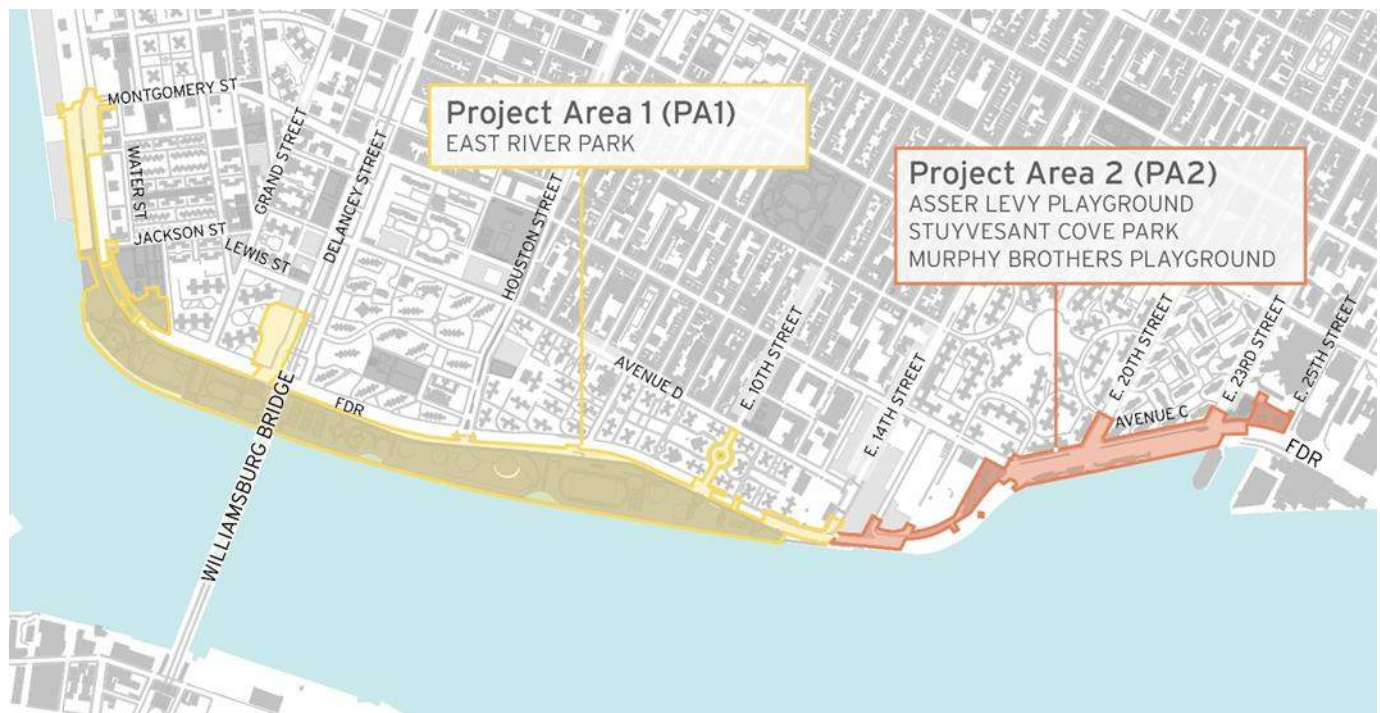 MONTGOMERY ST
WATER ST
JACKSON ST
GRAND STREET
LEWIS ST
DELANCEY STREET
WILLIAMSBURG BRIDGE
FDR
HOUSTON STREET
Project Area 1 (PA1)
EAST RIVER PARK
AVENUE D
E. 10TH STREET
E. 14TH STREET
Project Area 2 (PA2)
ASSER LEVY PLAYGROUND
STUYVESANT COVE PARK
MURPHY BROTHERS PLAYGROUND
E. 20TH STREET
AVENUE C
E. 23RD STREET
E. 25TH STREET
FDR